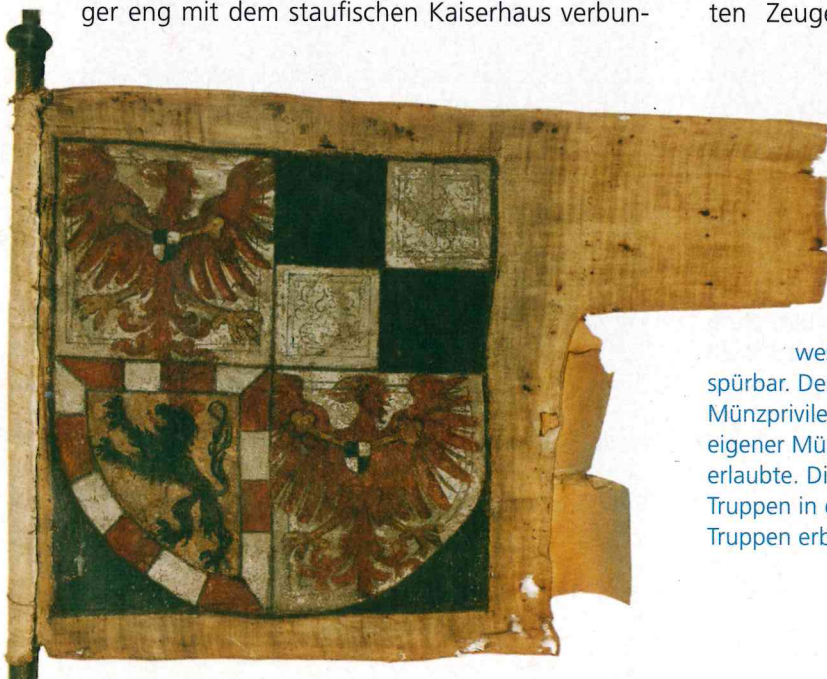 ger eng mit dem staufischen Kaiserhaus verbun-
ten Zeuge
we
spürbar. De
Münzprivile
eigener Mü
erlaubte. Di
Truppen in
Truppen erb